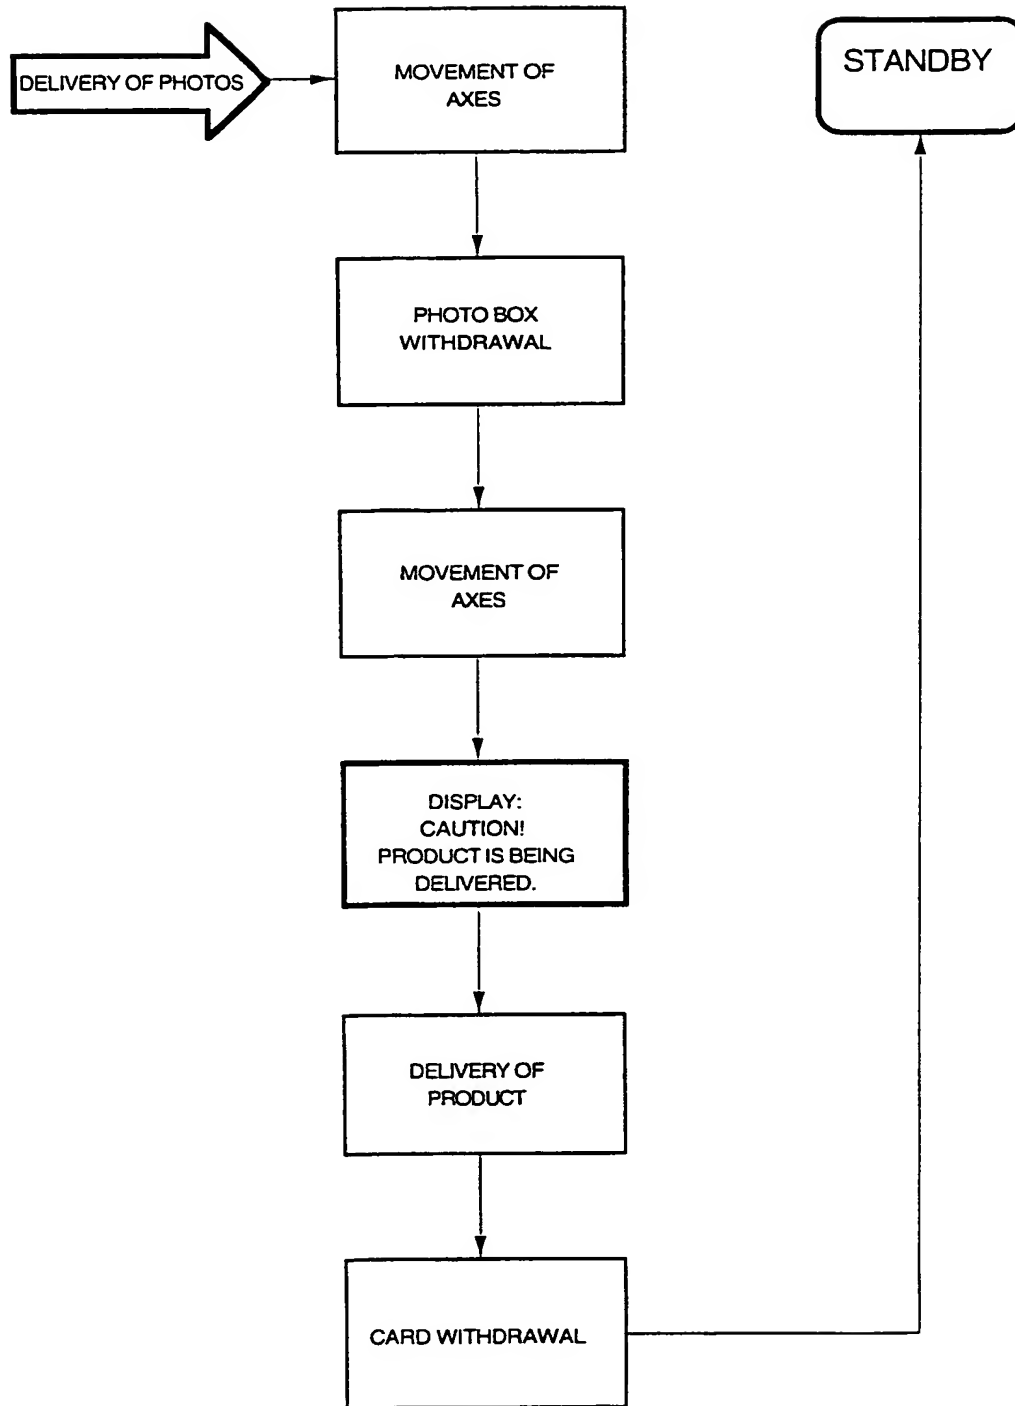 DELIVERY OF PHOTOS
MOVEMENT OF
AXES
STANDBY
PHOTO BOX
WITHDRAWAL
MOVEMENT OF
AXES
DISPLAY:
CAUTION!
PRODUCT IS BEING
DELIVERED.
DELIVERY OF
PRODUCT
CARD WITHDRAWAL